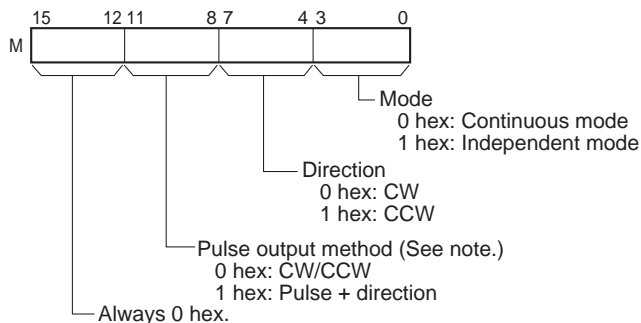 15 12 11 8 7 4 3 0
M
Mode
0 hex: Continuous mode
1 hex: Independent mode
Direction
0 hex: CW
1 hex: CCW
Pulse output method (See note.)
0 hex: CW/CCW
1 hex: Pulse + direction
Always 0 hex.